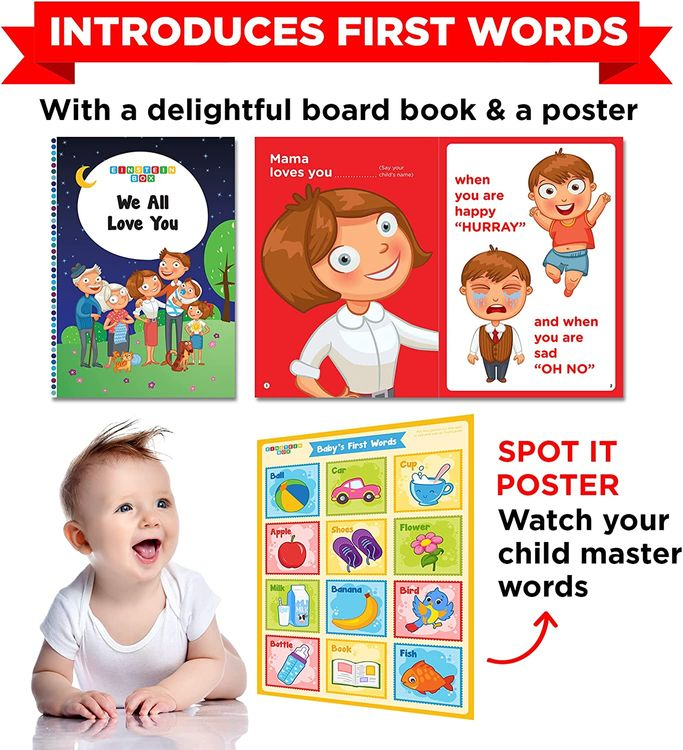 INTRODUCES FIRST WORDS
With a delightful board book & a poster
EINSTEIN
BOX
We All
Love You
Mama
loves you
(Say your
child's name)
1
when
you are
happy
"HURRAY"
and when
you are
sad
"OH NO"
2
EINSTEIN
BOX
Baby's First Words
Ball
Car
Cup
Apple
Shoes
Flower
Milk
MILK
Banana
Bird
Bottle
Book
Fish
SPOT IT
POSTER
Watch your
child master
words